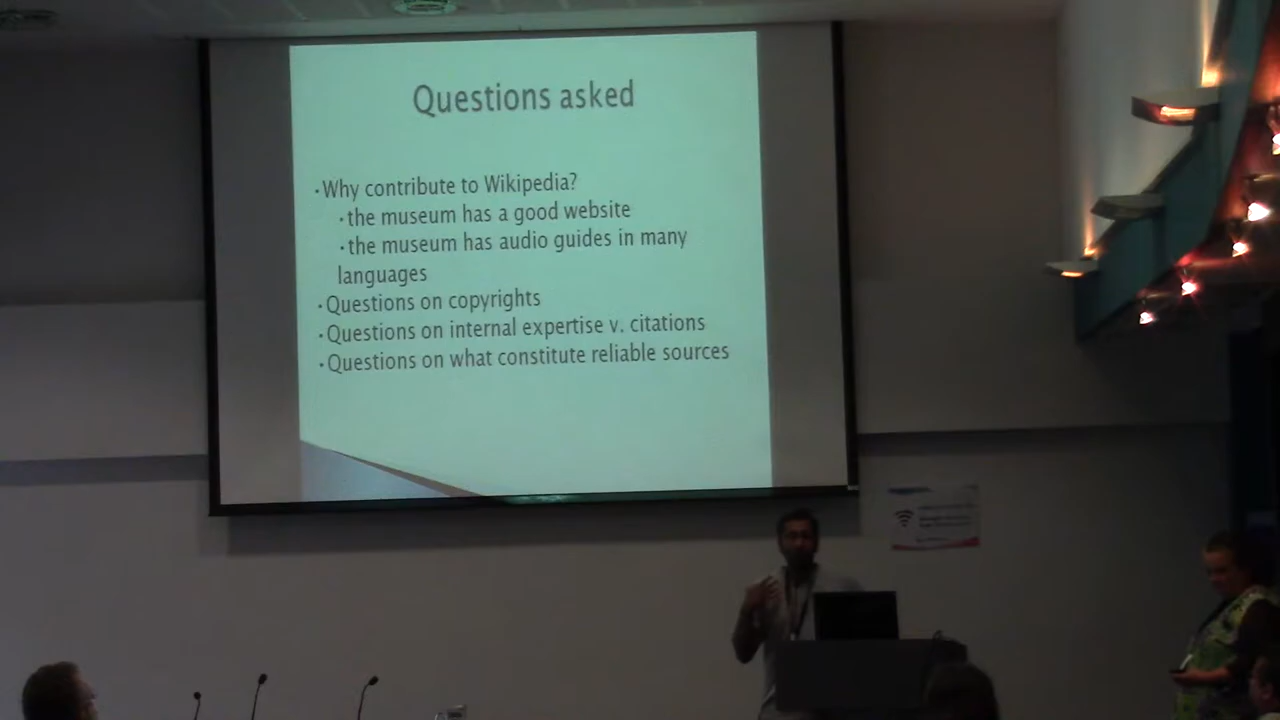 Questions asked
•Why contribute to Wikipedia?
•the museum has a good website
•the museum has audio guides in many
languages
•Questions on copyrights
•Questions on internal expertise v. citations
•Questions on what constitute reliable sources